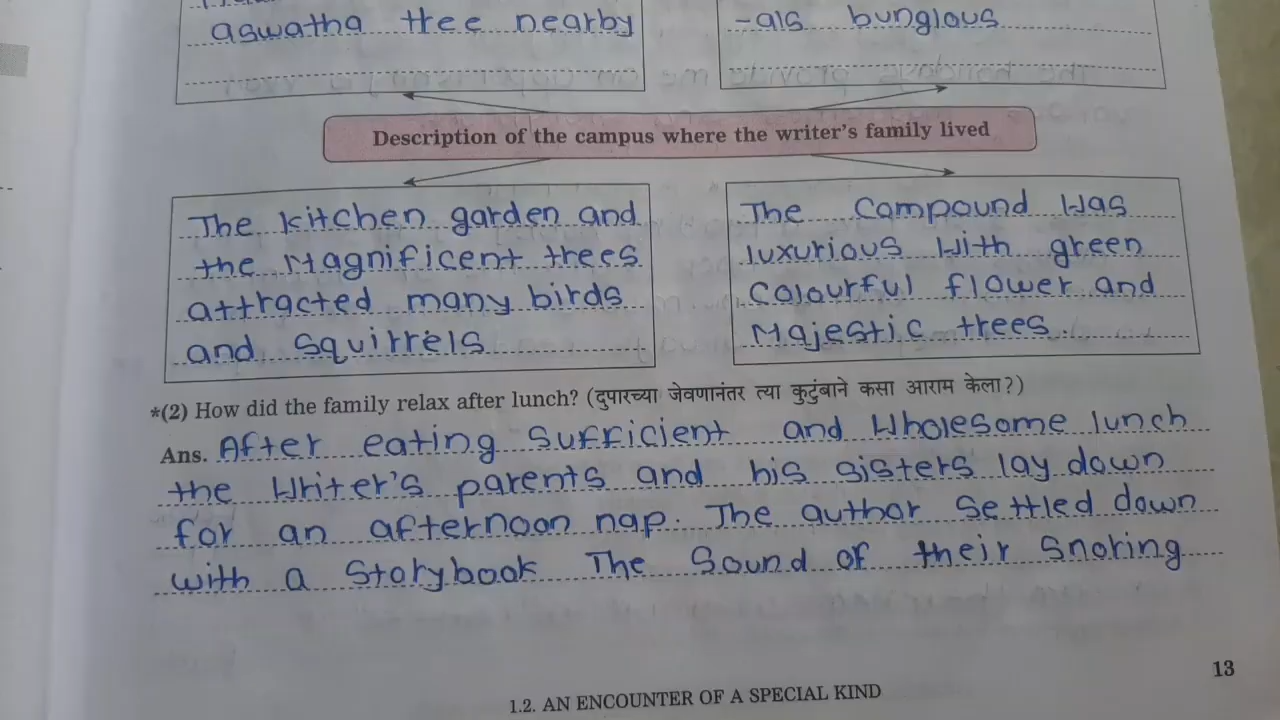 aswatha tree nearby
-als bunglous
Description of the campus where the writer's family lived
The kitchen garden and
the Magnificent trees
attracted many birds
and squirrels
The Compound Has
luxurious With green
Colourful flower and
Majestic trees
*(2) How did the family relax after lunch? (दुपारच्या जेवणानंतर त्या कुटुंबाने कसा आराम केला?)
Ans. After eating sufficient and Wholesome lunch
the Writer's parents and his sisters lay down
for an afternoon nap. The author settled down
with a Storybook The Sound of their Snoring
13
1.2. AN ENCOUNTER OF A SPECIAL KIND